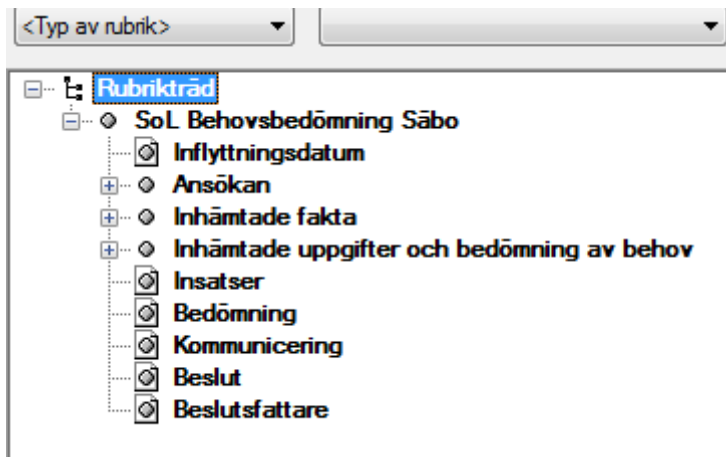 <Typ av rubrik>
Rubrikträd
SoL Behovsbedömning Säbo
Inflyttningsdatum
Ansökan
Inhämtade fakta
Inhämtade uppgifter och bedömning av behov
Insatser
Bedömning
Kommunicering
Beslut
Beslutsfattare